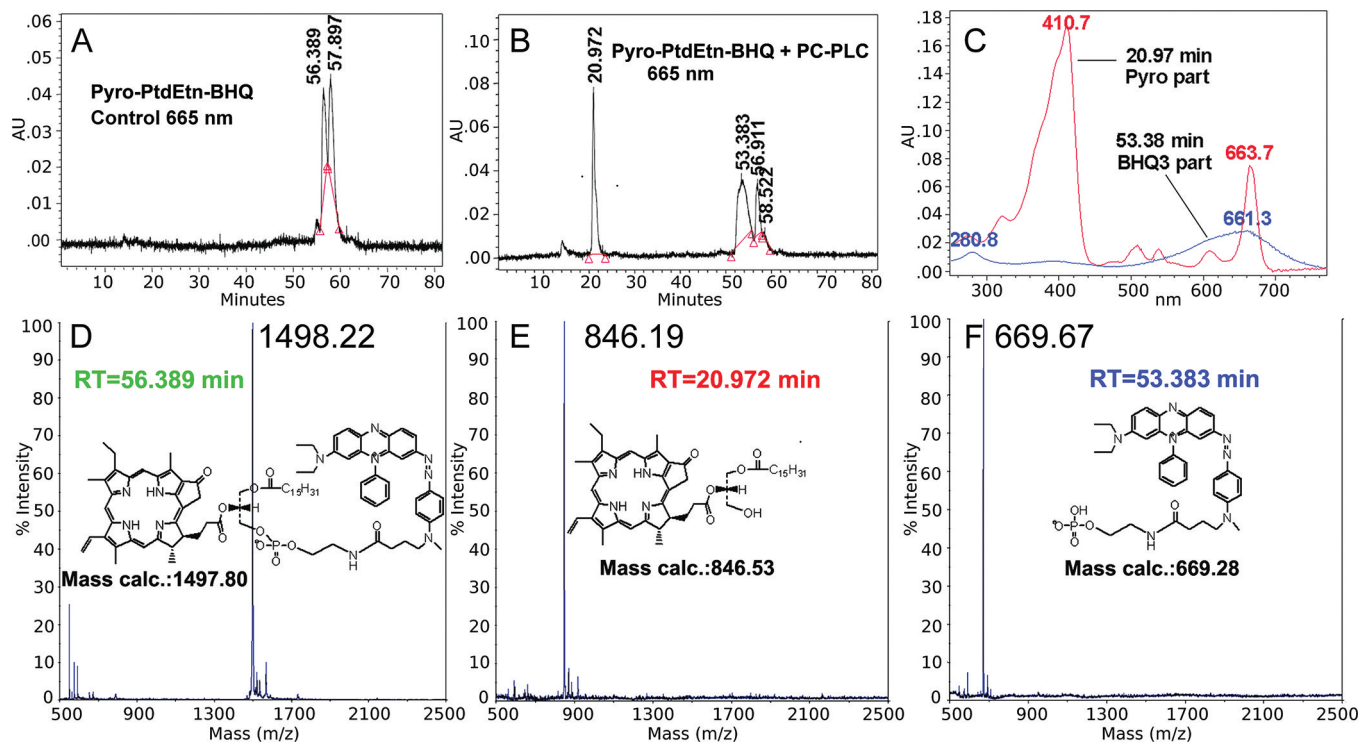 A
.06
.05
.04
.03
.02
.01
.00
AU
56.389
57.897
Pyro-PtdEtn-BHQ
Control 665 nm
10 20 30 40 50 60 70 80
Minutes
B
.10
.08
.06
.04
.02
.00
AU
20.972
Pyro-PtdEtn-BHQ + PC-PLC
665 nm
53.383
56.911
58.522
10 20 30 40 50 60 70 80
Minutes
C
.18
.16
.14
.12
.10
.08
.06
.04
.02
.00
AU
410.7
20.97 min
Pyro part
53.38 min
BHQ3 part
663.7
661.3
280.8
300 400 500 600 700
nm
D
1498.22
RT=56.389 min
100
90
80
70
60
50
40
30
20
10
0
% Intensity
N
HN
NH
N
O
O
O
H
O
O
C15H31
O
P
O
O
O
N
H
O
N
N
N
N
N
N
Mass calc.:1497.80
500 900 1300 1700 2100 2500
Mass (m/z)
E
846.19
RT=20.972 min
100
90
80
70
60
50
40
30
20
10
0
% Intensity
N
HN
NH
N
O
O
O
H
O
O
C15H31
OH
Mass calc.:846.53
500 900 1300 1700 2100 2500
Mass (m/z)
F
669.67
RT=53.383 min
100
90
80
70
60
50
40
30
20
10
0
% Intensity
N
N
N
N
N
N
O
OH
O
P
O
O
N
H
Mass calc.:669.28
500 900 1300 1700 2100 2500
Mass (m/z)